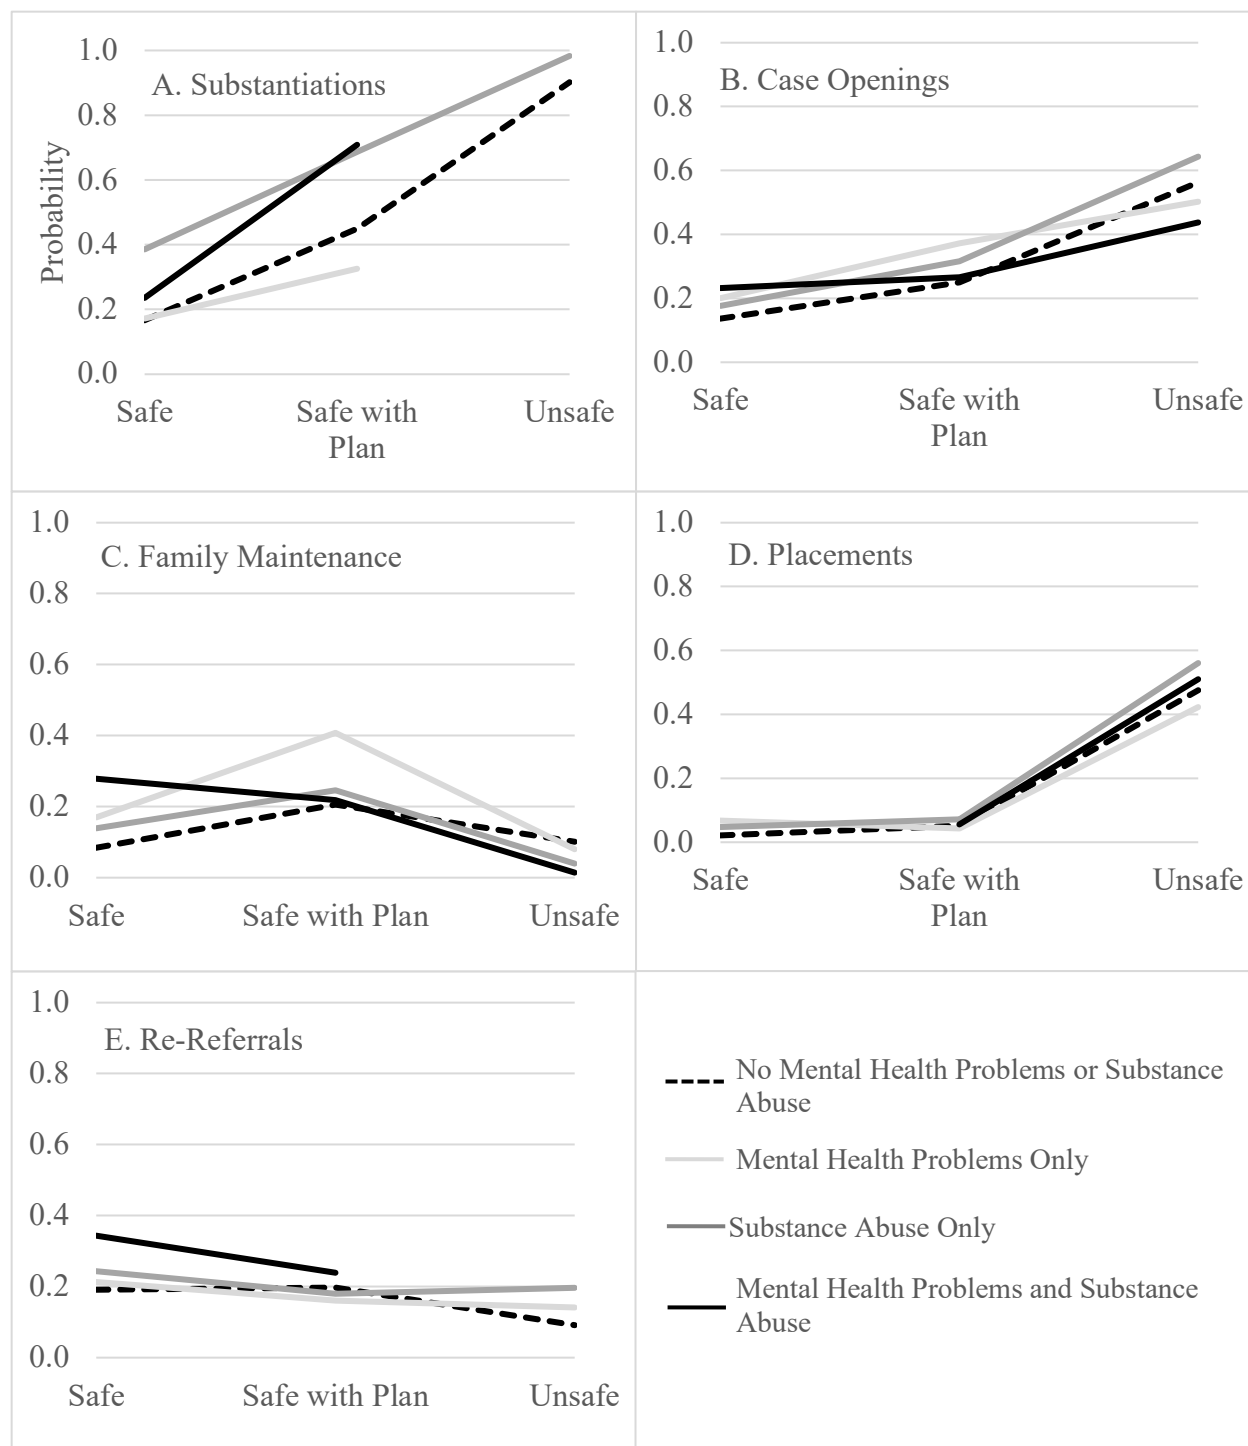 1.0
A. Substantiations
0.8
0.6
0.4
0.2
0.0
Probability
Safe
Safe with
Plan
Unsafe
1.0
B. Case Openings
0.8
0.6
0.4
0.2
0.0
Safe
Safe with
Plan
Unsafe
1.0
C. Family Maintenance
0.8
0.6
0.4
0.2
0.0
Safe
Safe with Plan
Unsafe
1.0
D. Placements
0.8
0.6
0.4
0.2
0.0
Safe
Safe with
Plan
Unsafe
1.0
E. Re-Referrals
0.8
0.6
0.4
0.2
0.0
Safe
Safe with Plan
Unsafe
No Mental Health Problems or Substance
Abuse
Mental Health Problems Only
Substance Abuse Only
Mental Health Problems and Substance
Abuse